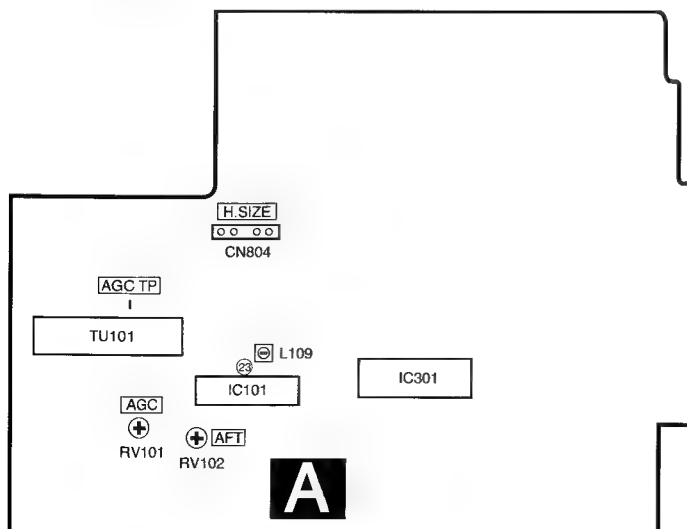 H.SIZE
CN804
AGC TP
TU101
L109
23
IC101
IC301
AGC
RV101
AFT
RV102
A